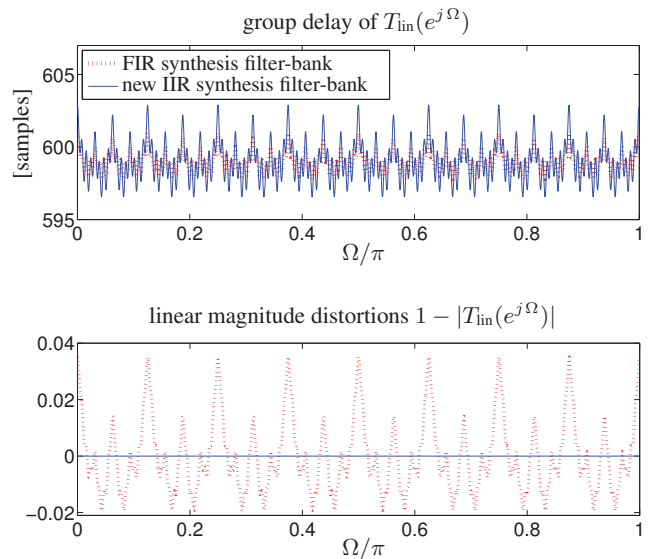 group delay of T_lin(e^{jΩ})
605
600
595
[samples]
FIR synthesis filter-bank
new IIR synthesis filter-bank
0 0.2 0.4 0.6 0.8 1
Ω/π
linear magnitude distortions 1 − |T_lin(e^{jΩ})|
0.04
0.02
0
−0.02
0 0.2 0.4 0.6 0.8 1
Ω/π